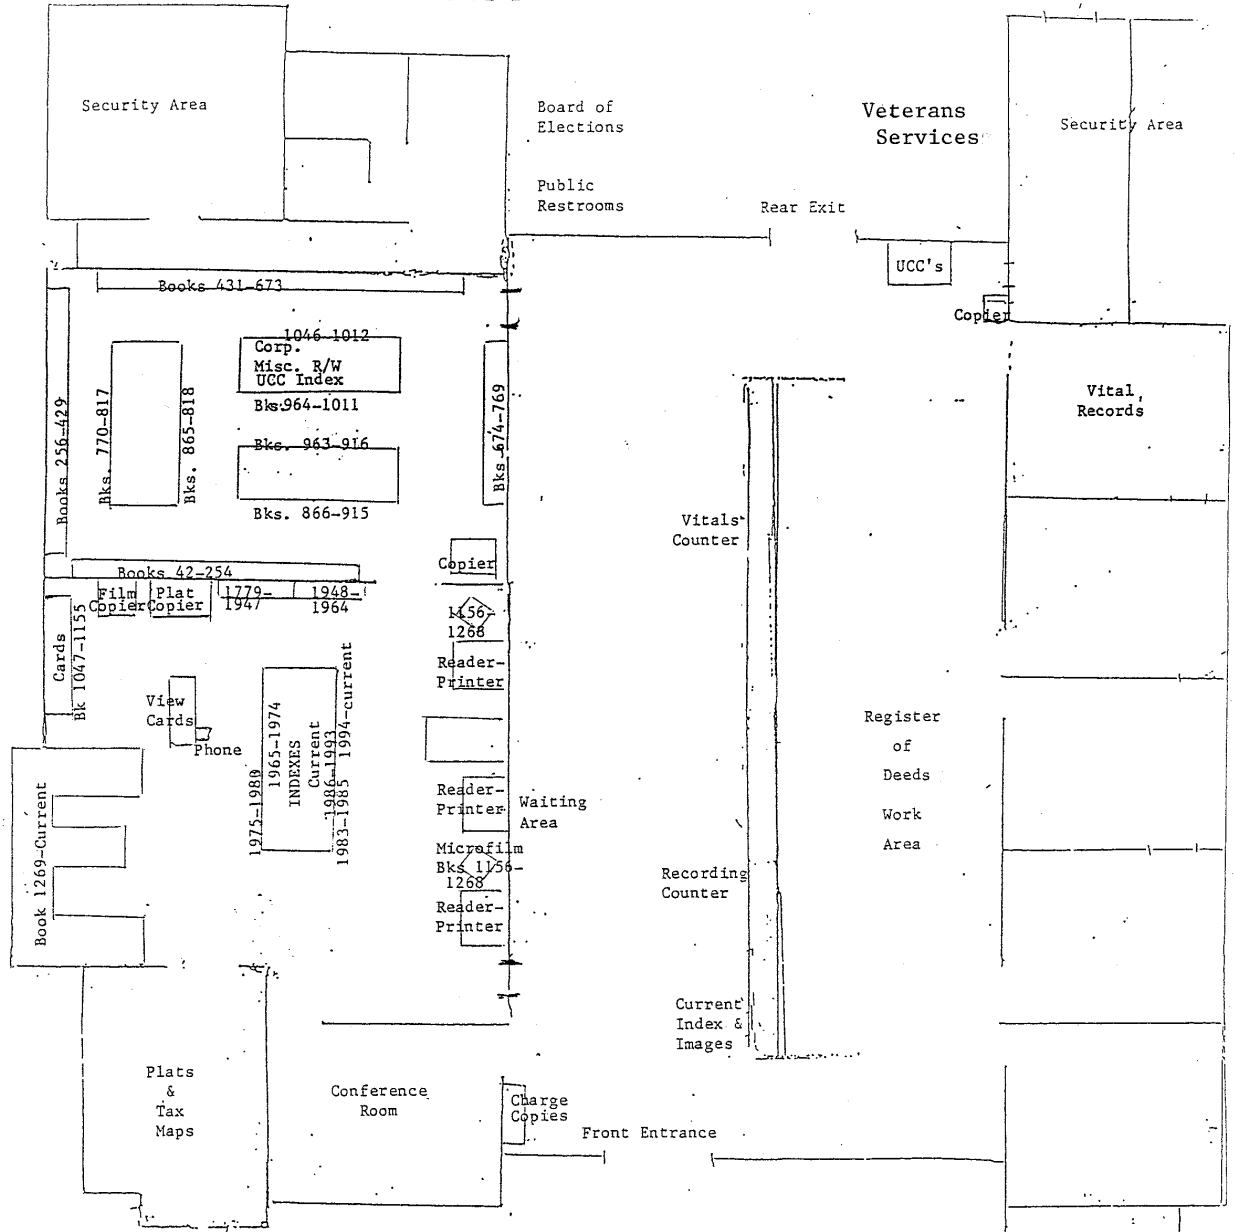 Security Area
Board of
Elections
Veterans
Services
Security Area
Public
Restrooms
Rear Exit
UCC's
Copier
Books 431-673
1046-1012
Corp.
Misc. R/W
UCC Index
Bks.964-1011
Bks. 963-916
Bks. 866-915
Books 256-429
Bks. 770-817
Bks. 865-818
Bks 674-769
Vital
Records
Vitals
Counter
Copier
Books 42-254
Film
Copier
Plat
Copier
1779-
1947
1948-
1964
1156-
1268
Cards
Bk 1047-1155
Reader-
Printer
View
Cards
Phone
1975-1980
1965-1974
INDEXES
Current
1986-1993
1983-1985 1994-current
Register
of
Deeds
Work
Area
Reader-
Printer
Waiting
Area
Microfilm
Bks 1156-
1268
Reader-
Printer
Book 1269-Current
Recording
Counter
Current
Index &
Images
Plats
&
Tax
Maps
Conference
Room
Charge
Copies
Front Entrance